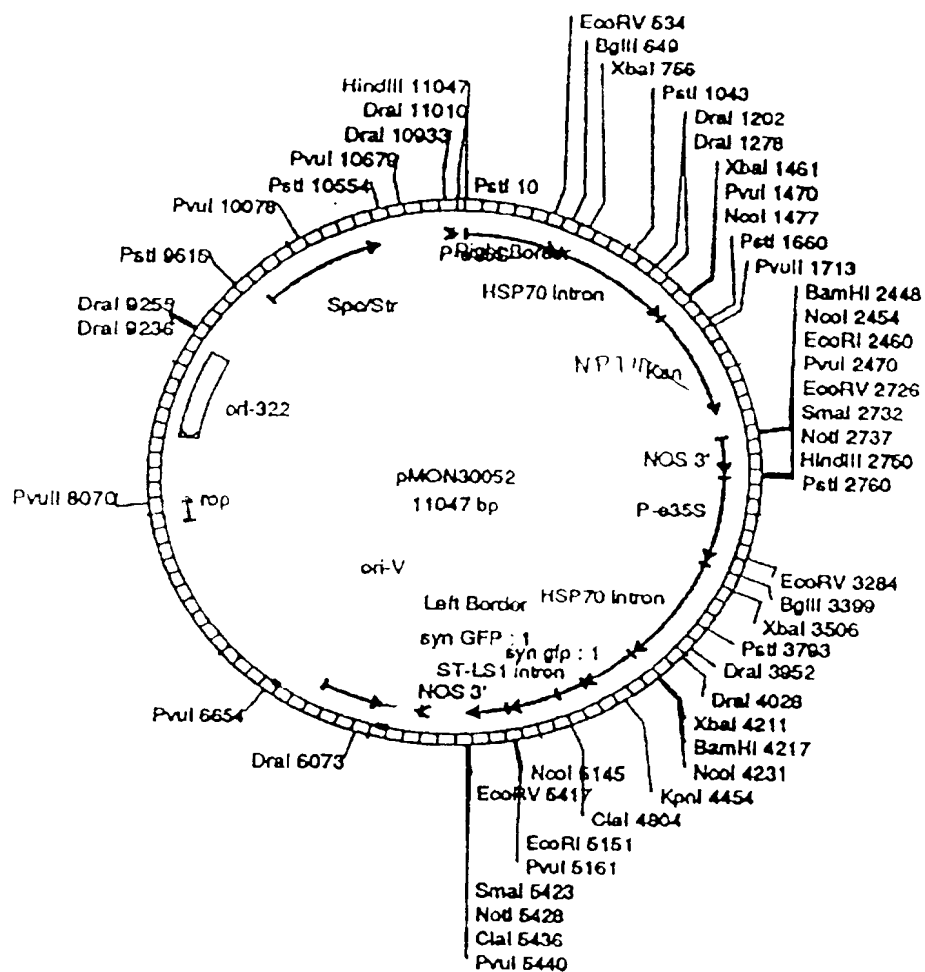 EcoRV 534
BglII 649
XbaI 756
PstI 1043
DraI 1202
DraI 1278
XbaI 1461
PvuI 1470
NcoI 1477
PstI 1660
PvuII 1713
BamHI 2448
NcoI 2454
EcoRI 2460
PvuI 2470
EcoRV 2726
SmaI 2732
NotI 2737
HindIII 2750
PstI 2760
HindIII 11047
DraI 11010
DraI 10933
PvuI 10679
PstI 10554
PvuI 10078
PstI 9615
DraI 9255
DraI 9236
PvuII 8070
PstI 10
Right Border
HSP70 Intron
Spc/Str
Kan
ori-322
NOS 3'
P-e35S
rop
pMON30052
11047 bp
ori-V
HSP70 Intron
Left Border
syn GFP : 1
syn gfp : 1
ST-LS1 intron
NOS 3'
EcoRV 3284
BglII 3399
XbaI 3506
PstI 3793
DraI 3952
DraI 4028
XbaI 4211
BamHI 4217
NcoI 4231
KpnI 4454
ClaI 4804
PvuI 6654
DraI 6073
NcoI 5145
EcoRV 5417
EcoRI 5151
PvuI 5161
SmaI 5423
NotI 5428
ClaI 5436
PvuI 5440